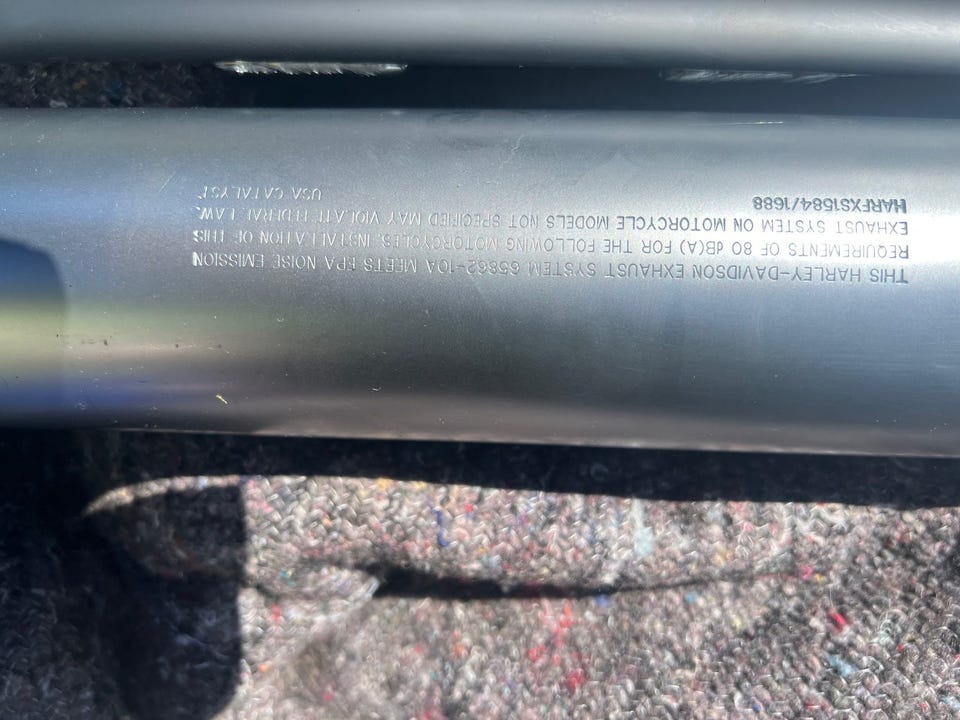 THIS HARLEY-DAVIDSON EXHAUST SYSTEM 65862-10A MEETS EPA NOISE EMISSION
REQUIREMENTS OF 80 dB(A) FOR THE FOLLOWING MOTORCYCLES. INSTALLATION OF THIS
EXHAUST SYSTEM ON MOTORCYCLE MODELS NOT SPECIFIED MAY VIOLATE FEDERAL LAW.
HARFXS1584/1688 USA CATALYST